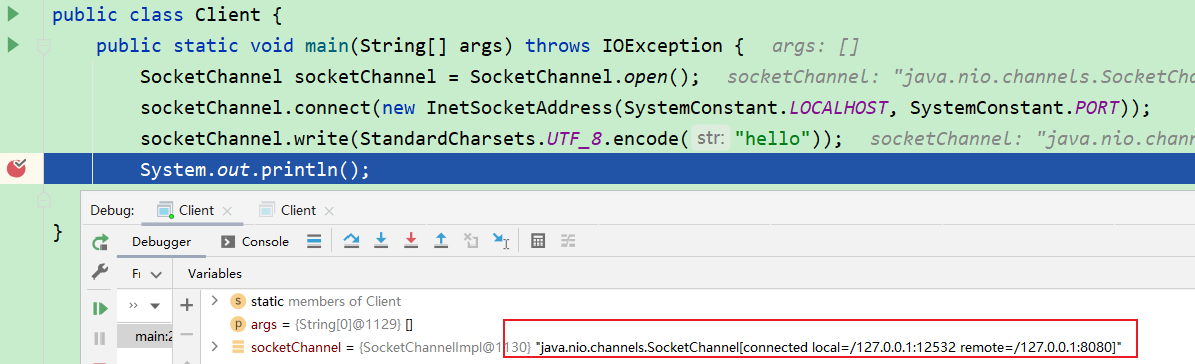 public class Client {
public static void main(String[] args) throws IOException { args: []
SocketChannel socketChannel = SocketChannel.open(); socketChannel: "java.nio.channels.SocketCha
socketChannel.connect(new InetSocketAddress(SystemConstant.LOCALHOST, SystemConstant.PORT));
socketChannel.write(StandardCharsets.UTF_8.encode( str: "hello")); socketChannel: "java.nio.chann
System.out.println();
}
Debug: Client Client
Debugger Console
Fr Variables
static members of Client
args = {String[0]@1129} []
main:2
socketChannel = {SocketChannelImpl@1130} "java.nio.channels.SocketChannel[connected local=/127.0.0.1:12532 remote=/127.0.0.1:8080]"